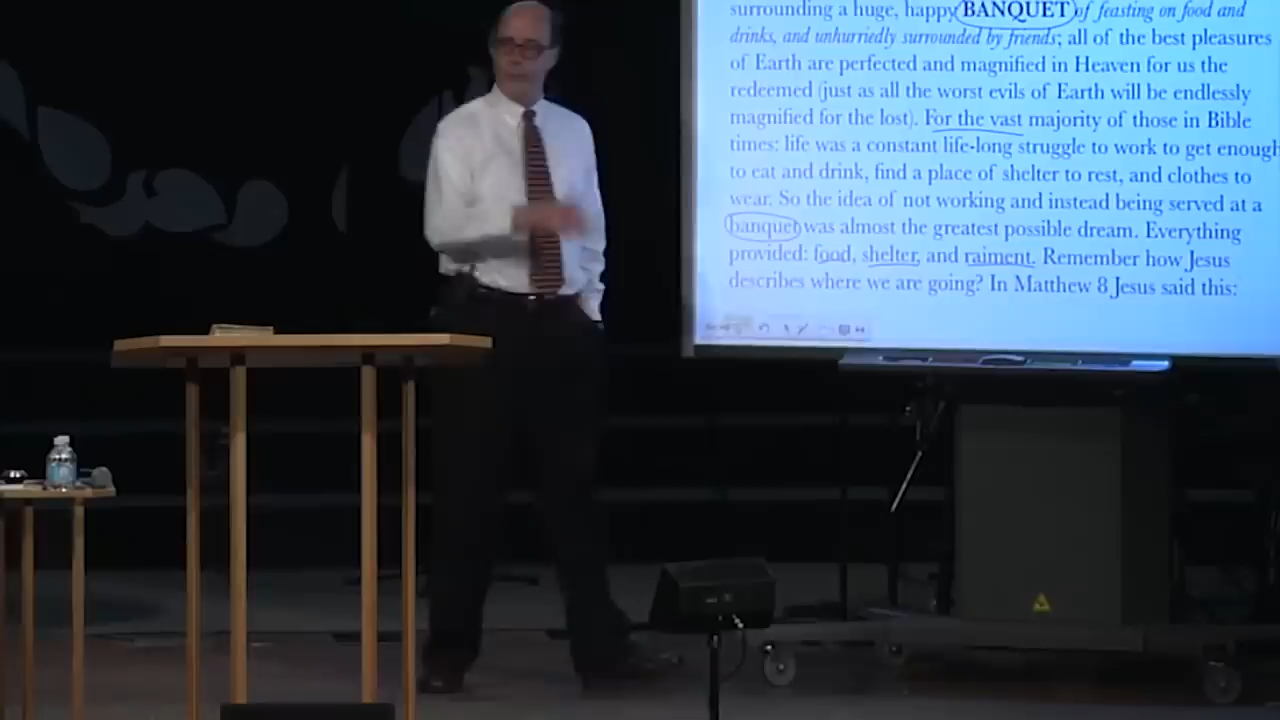 surrounding a huge, happy BANQUET of feasting on food and
drinks, and unhurriedly surrounded by friends; all of the best pleasures
of Earth are perfected and magnified in Heaven for us the
redeemed (just as all the worst evils of Earth will be endlessly
magnified for the lost). For the vast majority of those in Bible
times: life was a constant life-long struggle to work to get enough
to eat and drink, find a place of shelter to rest, and clothes to
wear. So the idea of not working and instead being served at a
banquet was almost the greatest possible dream. Everything
provided: food, shelter, and raiment. Remember how Jesus
describes where we are going? In Matthew 8 Jesus said this: